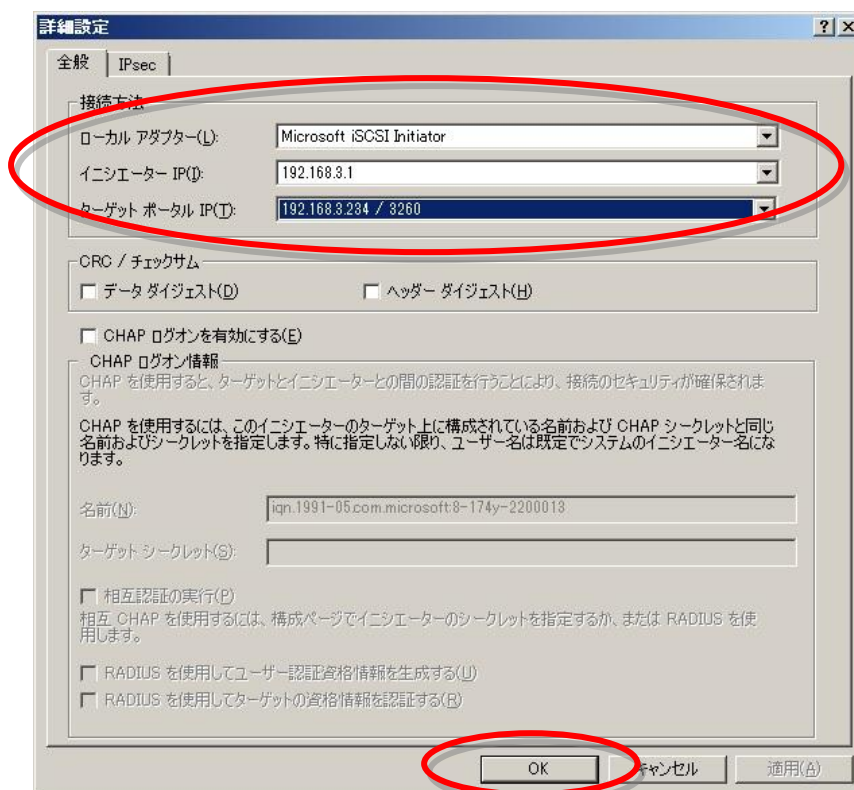 詳細設定
全般
IPsec
接続方法
ローカル アダプター(L):
Microsoft iSCSI Initiator
イニシエーター IP(I):
192.168.3.1
ターゲット ポータル IP(T):
192.168.3.234 / 3260
CRC / チェックサム
データ ダイジェスト(D)
ヘッダー ダイジェスト(H)
CHAP ログオンを有効にする(E)
CHAP ログオン情報
CHAP を使用すると、ターゲットとイニシエーターとの間の認証を行うことにより、接続のセキュリティが確保されま
す。
CHAP を使用するには、このイニシエーターのターゲット上に構成されている名前および CHAP シークレットと同じ
名前およびシークレットを指定します。特に指定しない限り、ユーザー名は既定でシステムのイニシエーター名にな
ります。
名前(N):
iqn.1991-05.com.microsoft:8-174y-2200013
ターゲット シークレット(S):
相互認証の実行(P)
相互 CHAP を使用するには、構成ページでイニシエーターのシークレットを指定するか、または RADIUS を使
用します。
RADIUS を使用してユーザー認証資格情報を生成する(U)
RADIUS を使用してターゲットの資格情報を認証する(R)
OK
キャンセル
適用(A)